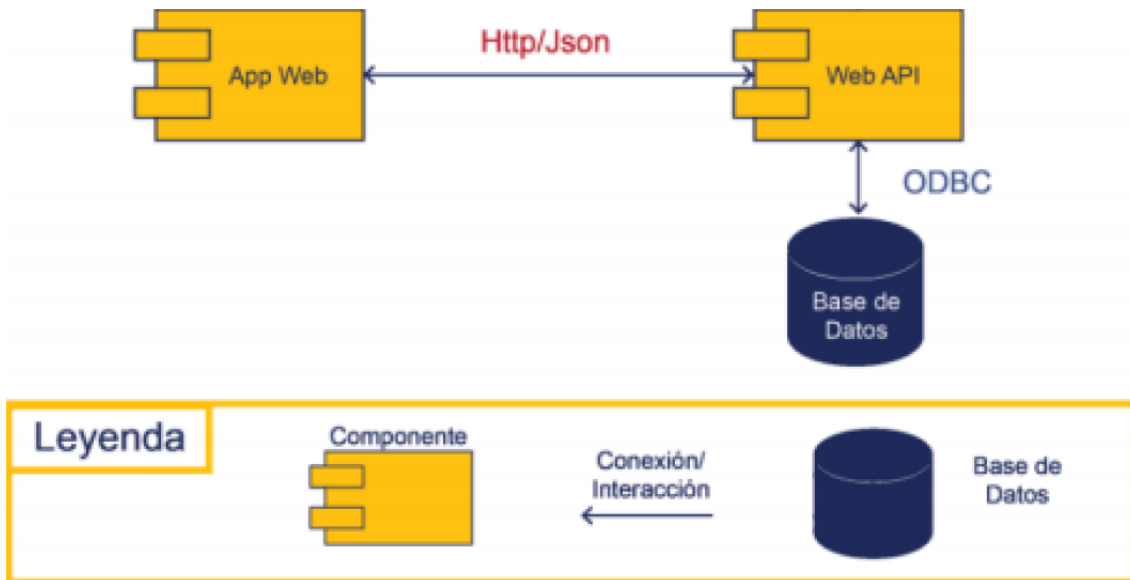 Http/Json
App Web
Web API
ODBC
Base de
Datos
Leyenda
Componente
Conexión/
Interacción
Base de
Datos